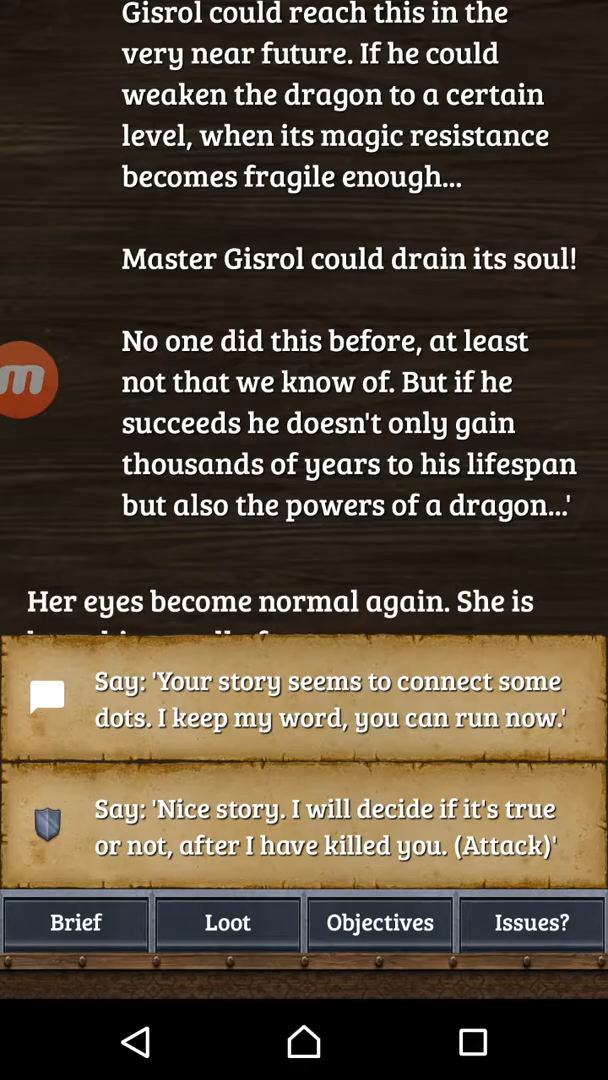 Gisrol could reach this in the
very near future. If he could
weaken the dragon to a certain
level, when its magic resistance
becomes fragile enough...
Master Gisrol could drain its soul!
No one did this before, at least
not that we know of. But if he
succeeds he doesn't only gain
thousands of years to his lifespan
but also the powers of a dragon...'
Her eyes become normal again. She is
Say: 'Your story seems to connect some
dots. I keep my word, you can run now.'
Say: 'Nice story. I will decide if it's true
or not, after I have killed you. (Attack)'
Brief Loot Objectives Issues?